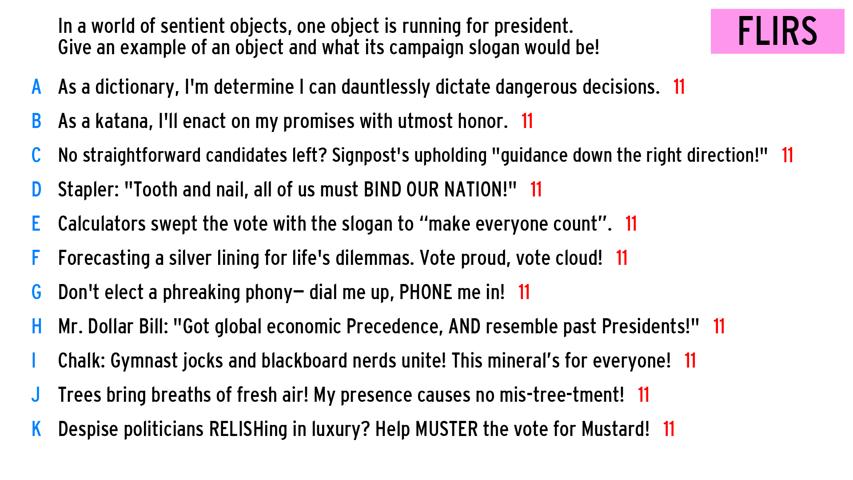 In a world of sentient objects, one object is running for president.
Give an example of an object and what its campaign slogan would be!
FLIRS
A As a dictionary, I'm determine I can dauntlessly dictate dangerous decisions. 11
B As a katana, I'll enact on my promises with utmost honor. 11
C No straightforward candidates left? Signpost's upholding "guidance down the right direction!" 11
D Stapler: "Tooth and nail, all of us must BIND OUR NATION!" 11
E Calculators swept the vote with the slogan to “make everyone count”. 11
F Forecasting a silver lining for life's dilemmas. Vote proud, vote cloud! 11
G Don't elect a phreaking phony— dial me up, PHONE me in! 11
H Mr. Dollar Bill: "Got global economic Precedence, AND resemble past Presidents!" 11
I Chalk: Gymnast jocks and blackboard nerds unite! This mineral’s for everyone! 11
J Trees bring breaths of fresh air! My presence causes no mis-tree-tment! 11
K Despise politicians RELISHing in luxury? Help MUSTER the vote for Mustard! 11